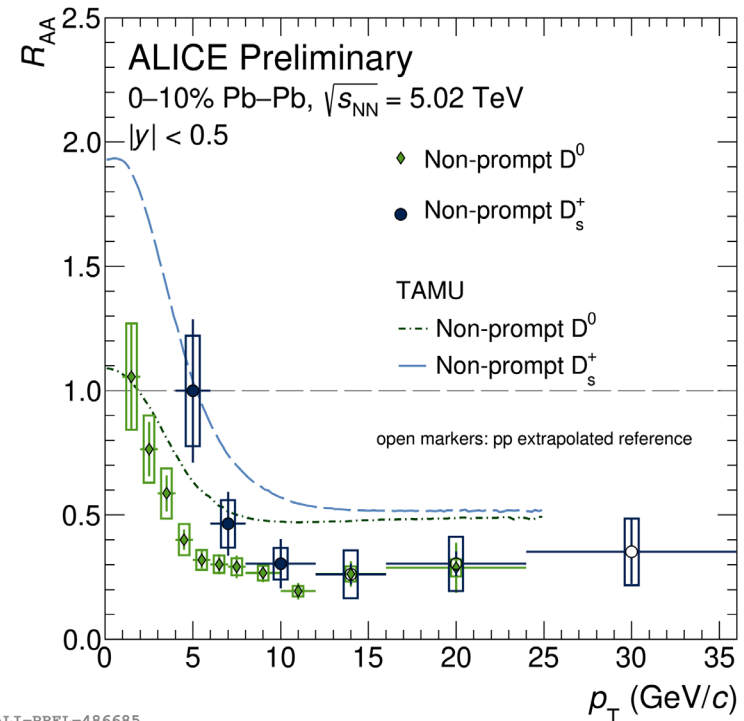 R_AA
ALICE Preliminary
0–10% Pb–Pb, √s_NN = 5.02 TeV
|y| < 0.5
Non-prompt D⁰
Non-prompt D_s⁺
TAMU
Non-prompt D⁰
Non-prompt D_s⁺
open markers: pp extrapolated reference
2.5
2.0
1.5
1.0
0.5
0.0
0 5 10 15 20 25 30 35
p_T (GeV/c)